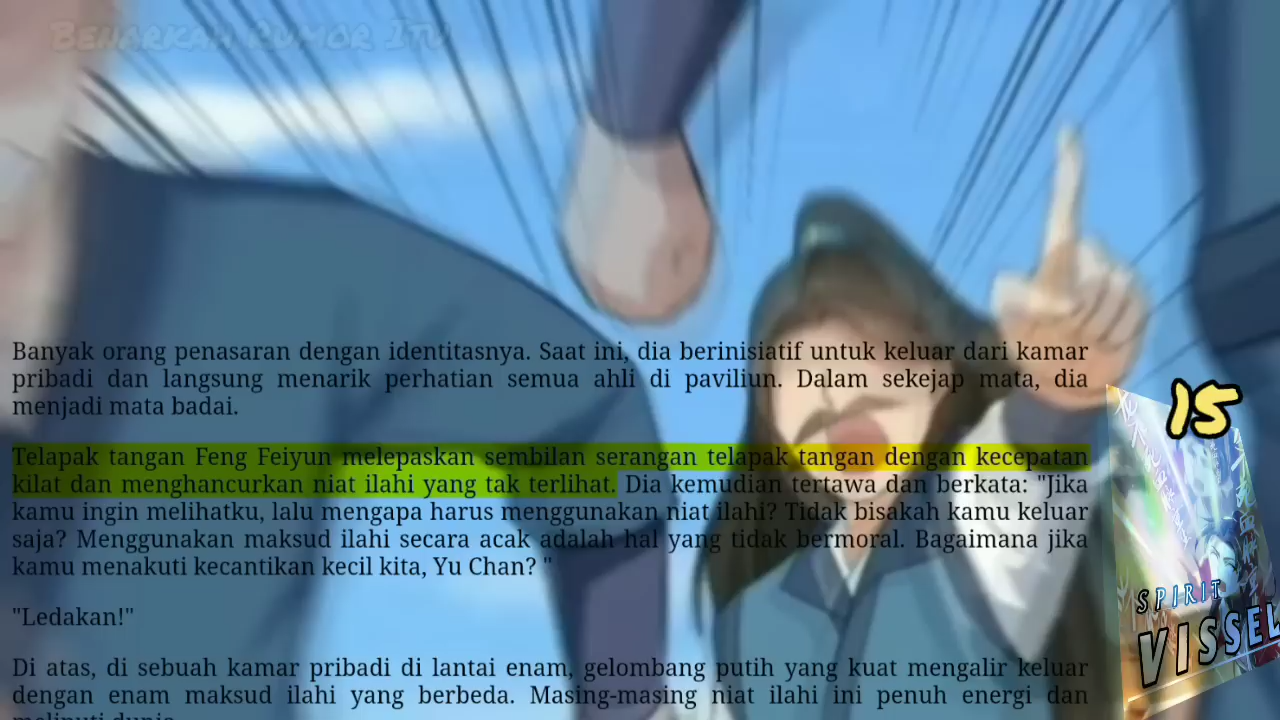 Benarkah Rumor Itu
Banyak orang penasaran dengan identitasnya. Saat ini, dia berinisiatif untuk keluar dari kamar
pribadi dan langsung menarik perhatian semua ahli di paviliun. Dalam sekejap mata, dia
menjadi mata badai.
Telapak tangan Feng Feiyun melepaskan sembilan serangan telapak tangan dengan kecepatan
kilat dan menghancurkan niat ilahi yang tak terlihat. Dia kemudian tertawa dan berkata: "Jika
kamu ingin melihatku, lalu mengapa harus menggunakan niat ilahi? Tidak bisakah kamu keluar
saja? Menggunakan maksud ilahi secara acak adalah hal yang tidak bermoral. Bagaimana jika
kamu menakuti kecantikan kecil kita, Yu Chan? "
"Ledakan!"
Di atas, di sebuah kamar pribadi di lantai enam, gelombang putih yang kuat mengalir keluar
dengan enam maksud ilahi yang berbeda. Masing-masing niat ilahi ini penuh energi dan
meliputi dunia.
15
SPIRIT
VISSEL